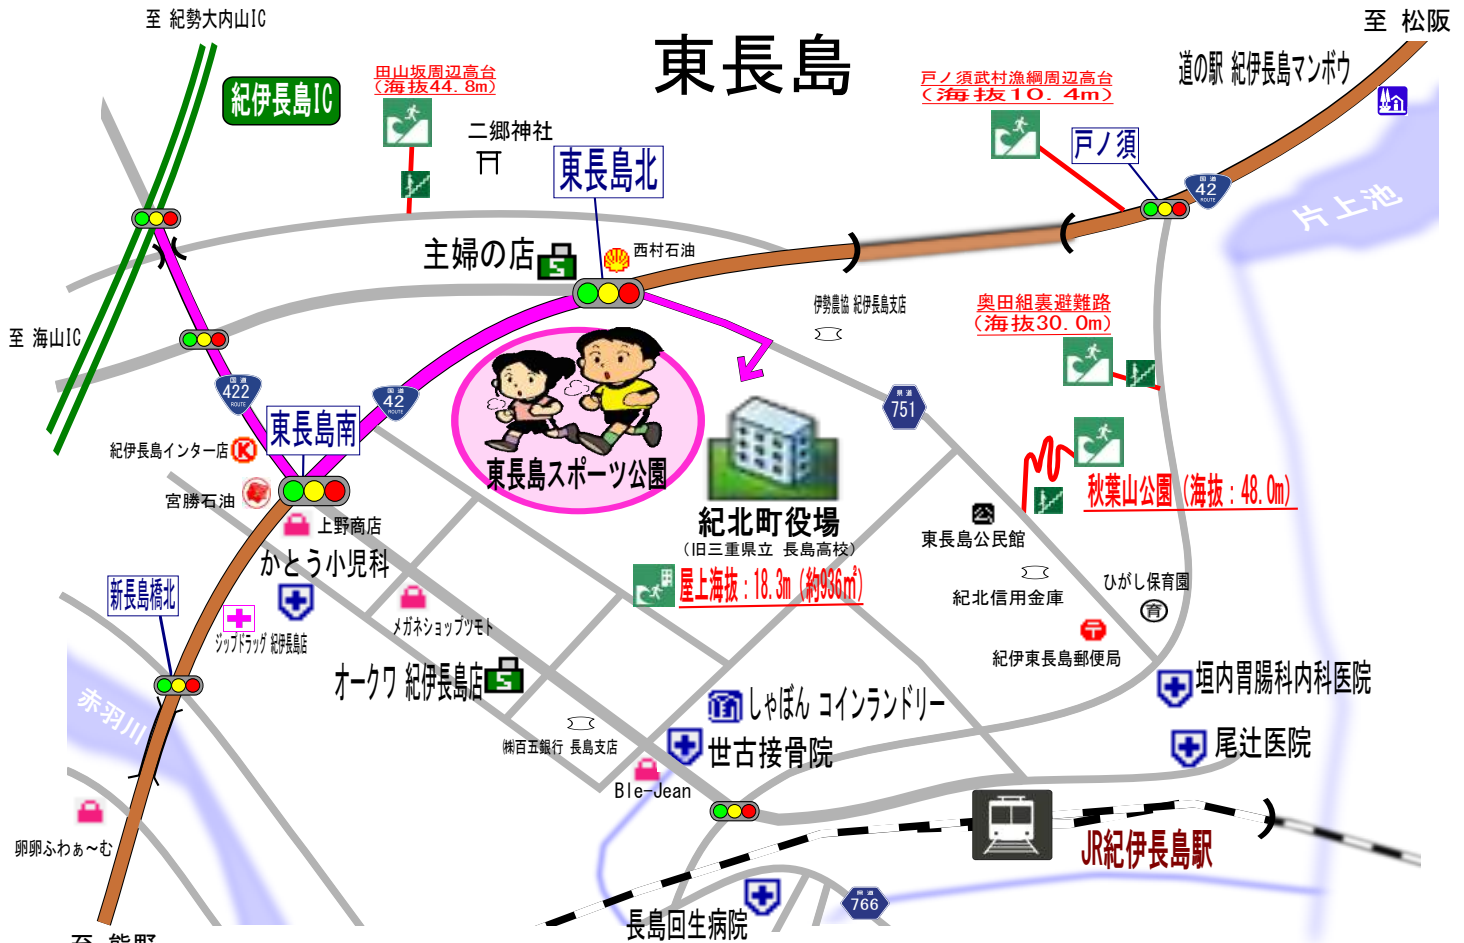 至 紀勢大内山IC
東長島
至 松阪
道の駅 紀伊長島マンボウ
紀伊長島IC
田山坂周辺高台
(海抜44.8m)
戸ノ須武村漁網周辺高台
(海抜10.4m)
二郷神社
東長島北
戸ノ須
国道
42
ROUTE
片上池
主婦の店
S
西村石油
伊勢農協 紀伊長島支店
奥田組裏避難路
(海抜30.0m)
至 海山IC
国道
422
ROUTE
国道
42
ROUTE
県道
751
東長島南
紀伊長島インター店
K
東長島スポーツ公園
宮勝石油
上野商店
かとう小児科
紀北町役場
(旧三重県立 長島高校)
屋上海抜：18.3m (約936㎡)
秋葉山公園 (海抜：48.0m)
東長島公民館
紀北信用金庫
ひがし保育園
育
紀伊東長島郵便局
新長島橋北
ジップドラッグ 紀伊長島店
メガネショップツモト
オークワ 紀伊長島店
S
赤羽川
㈱百五銀行 長島支店
しゃぼん コインランドリー
世古接骨院
Ble-Jean
垣内胃腸科内科医院
尾辻医院
JR紀伊長島駅
卵卵ふわぁ～む
長島回生病院
県道
766
至 熊野